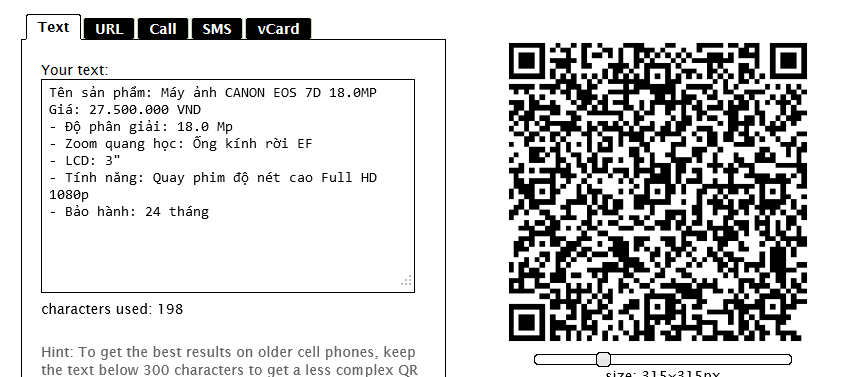 Text URL Call SMS vCard
Your text:
Tên sản phẩm: Máy ảnh CANON EOS 7D 18.0MP
Giá: 27.500.000 VND
- Độ phân giải: 18.0 Mp
- Zoom quang học: Ống kính rời EF
- LCD: 3"
- Tính năng: Quay phim độ nét cao Full HD
1080p
- Bảo hành: 24 tháng
characters used: 198
Hint: To get the best results on older cell phones, keep
the text below 300 characters to get a less complex QR
size: 315x315px